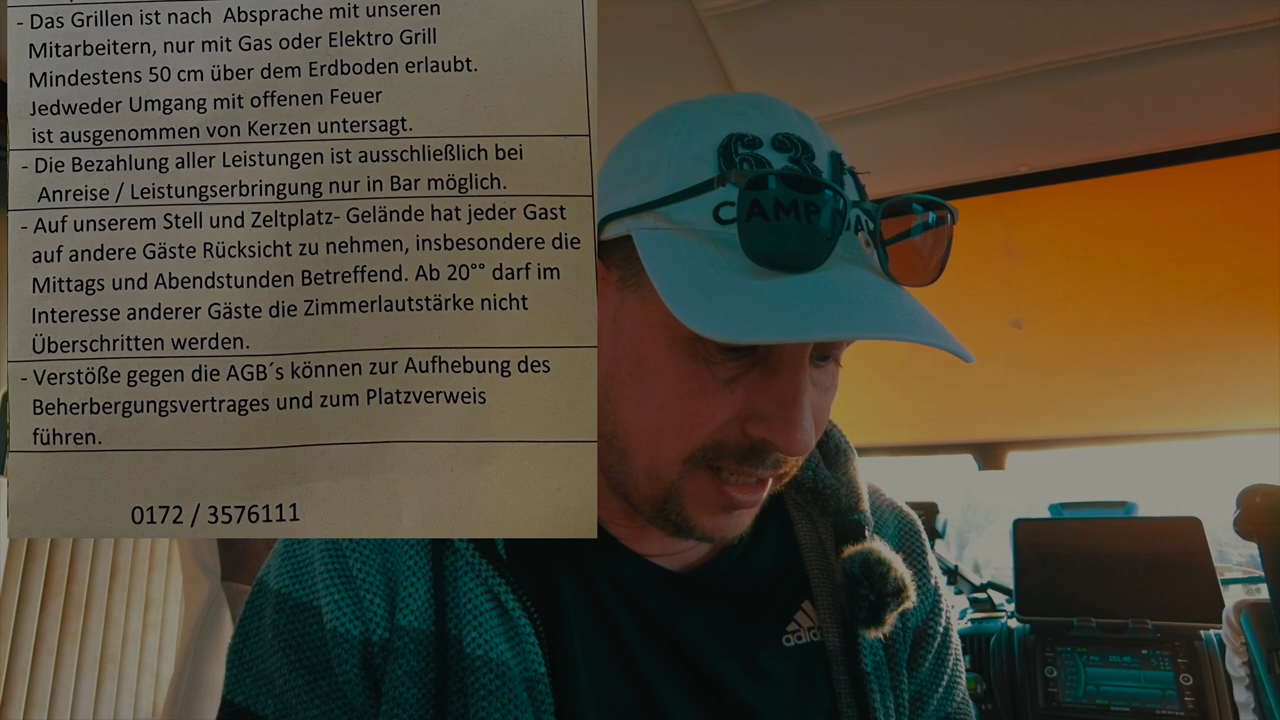 - Das Grillen ist nach Absprache mit unseren
Mitarbeitern, nur mit Gas oder Elektro Grill
Mindestens 50 cm über dem Erdboden erlaubt.
Jedweder Umgang mit offenen Feuer
ist ausgenommen von Kerzen untersagt.
- Die Bezahlung aller Leistungen ist ausschließlich bei
Anreise / Leistungserbringung nur in Bar möglich.
- Auf unserem Stell und Zeltplatz- Gelände hat jeder Gast
auf andere Gäste Rücksicht zu nehmen, insbesondere die
Mittags und Abendstunden Betreffend. Ab 20°° darf im
Interesse anderer Gäste die Zimmerlautstärke nicht
Überschritten werden.
- Verstöße gegen die AGB´s können zur Aufhebung des
Beherbergungsvertrages und zum Platzverweis
führen.
0172 / 3576111
63
CAMP
adidas